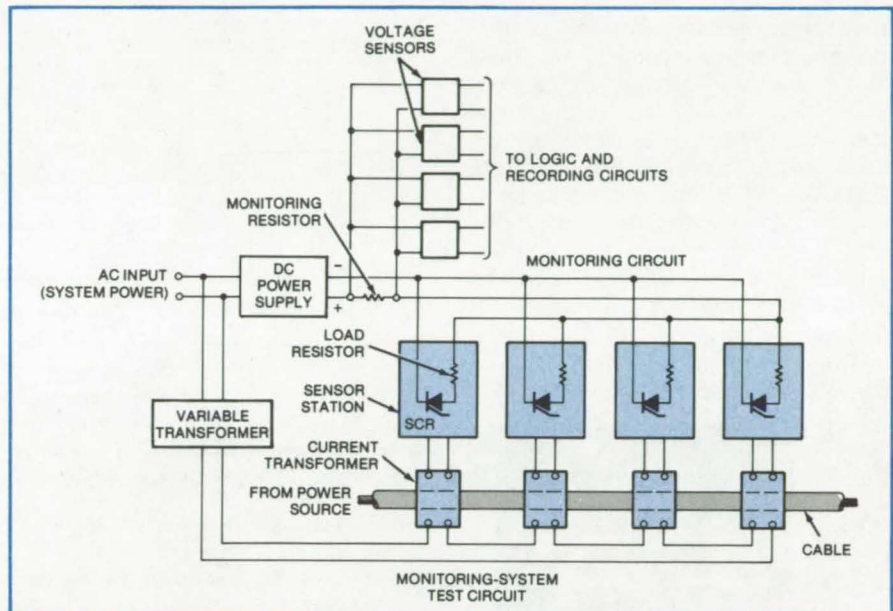 VOLTAGE
SENSORS
TO LOGIC AND
RECORDING CIRCUITS
MONITORING
RESISTOR
MONITORING CIRCUIT
AC INPUT
(SYSTEM POWER)
DC
POWER
SUPPLY
−
+
LOAD
RESISTOR
SENSOR
STATION
SCR
VARIABLE
TRANSFORMER
CURRENT
TRANSFORMER
FROM POWER
SOURCE
CABLE
MONITORING-SYSTEM
TEST CIRCUIT